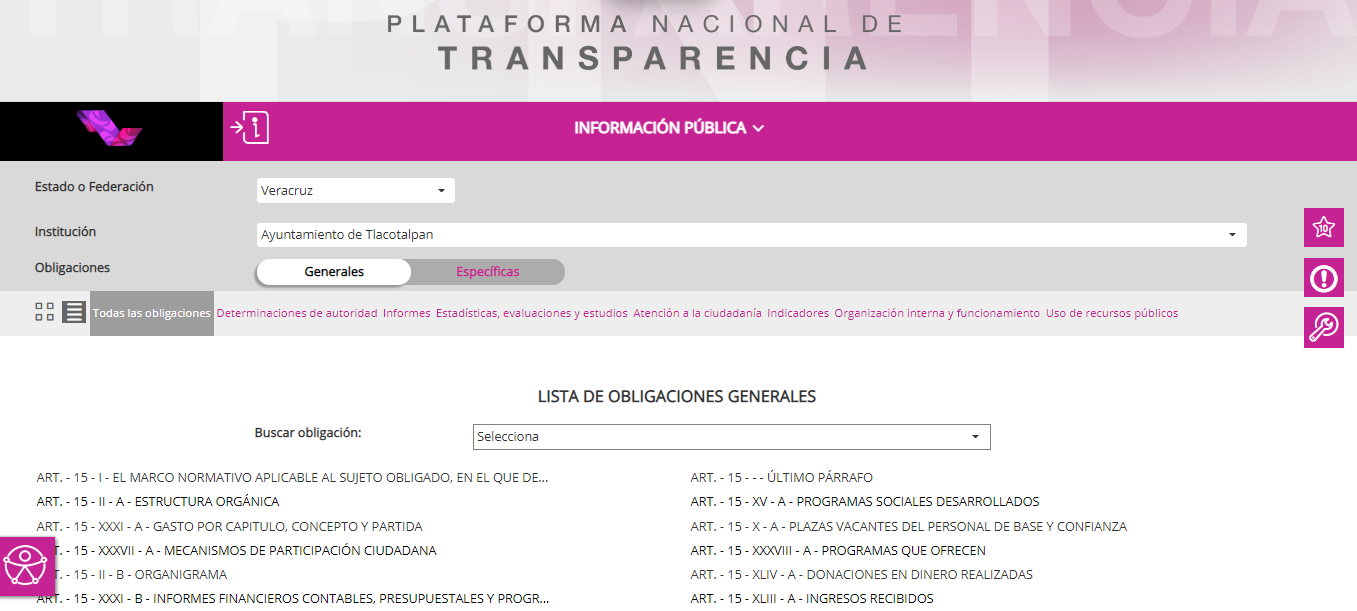 PLATAFORMA NACIONAL DE
TRANSPARENCIA
INFORMACIÓN PÚBLICA
Estado o Federación
Veracruz
Institución
Ayuntamiento de Tlacotalpan
Obligaciones
Generales
Específicas
Todas las obligaciones Determinaciones de autoridad Informes Estadísticas, evaluaciones y estudios Atención a la ciudadanía Indicadores Organización interna y funcionamiento Uso de recursos públicos
10
LISTA DE OBLIGACIONES GENERALES
Buscar obligación:
Selecciona
ART. - 15 - I - EL MARCO NORMATIVO APLICABLE AL SUJETO OBLIGADO, EN EL QUE DE...
ART. - 15 - - - ÚLTIMO PÁRRAFO
ART. - 15 - II - A - ESTRUCTURA ORGÁNICA
ART. - 15 - XV - A - PROGRAMAS SOCIALES DESARROLLADOS
ART. - 15 - XXXI - A - GASTO POR CAPITULO, CONCEPTO Y PARTIDA
ART. - 15 - X - A - PLAZAS VACANTES DEL PERSONAL DE BASE Y CONFIANZA
T. - 15 - XXXVII - A - MECANISMOS DE PARTICIPACIÓN CIUDADANA
ART. - 15 - XXXVIII - A - PROGRAMAS QUE OFRECEN
T. - 15 - II - B - ORGANIGRAMA
ART. - 15 - XLIV - A - DONACIONES EN DINERO REALIZADAS
ART. - 15 - XXXI - B - INFORMES FINANCIEROS CONTABLES, PRESUPUESTALES Y PROGR...
ART. - 15 - XLIII - A - INGRESOS RECIBIDOS